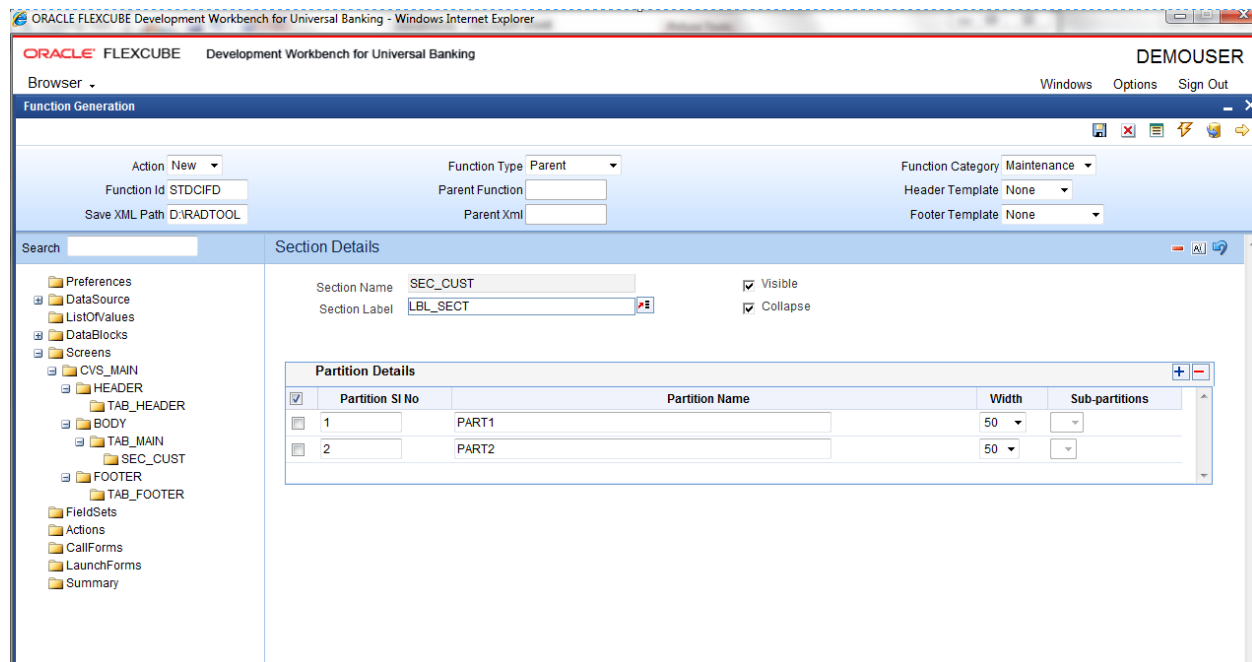 ORACLE FLEXCUBE Development Workbench for Universal Banking - Windows Internet Explorer
ORACLE FLEXCUBE Development Workbench for Universal Banking DEMOUSER
Browser Windows Options Sign Out
Function Generation
Action New Function Type Parent Function Category Maintenance
Function Id STDCIFD Parent Function Header Template None
Save XML Path D:\RADTOOL Parent Xml Footer Template None
Search Section Details
Preferences
DataSource
ListOfValues
DataBlocks
Screens
CVS_MAIN
HEADER
TAB_HEADER
BODY
TAB_MAIN
SEC_CUST
FOOTER
TAB_FOOTER
FieldSets
Actions
CallForms
LaunchForms
Summary
Section Name SEC_CUST Visible
Section Label LBL_SECT Collapse
Partition Details
Partition Sl No Partition Name Width Sub-partitions
1 PART1 50
2 PART2 50